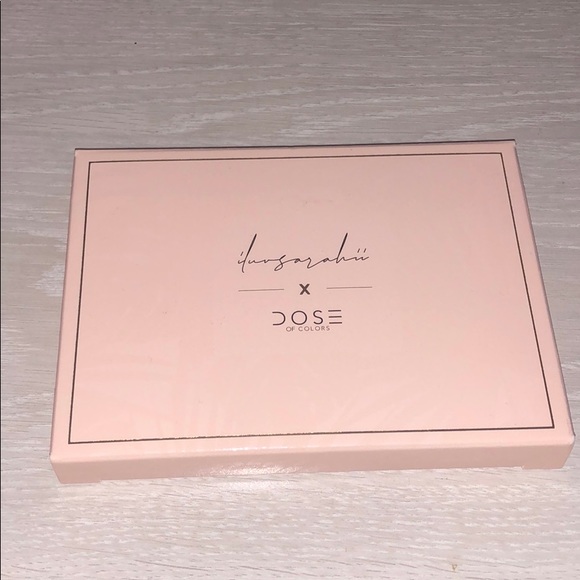 iluvsarahii
X
DOSE
OF COLORS